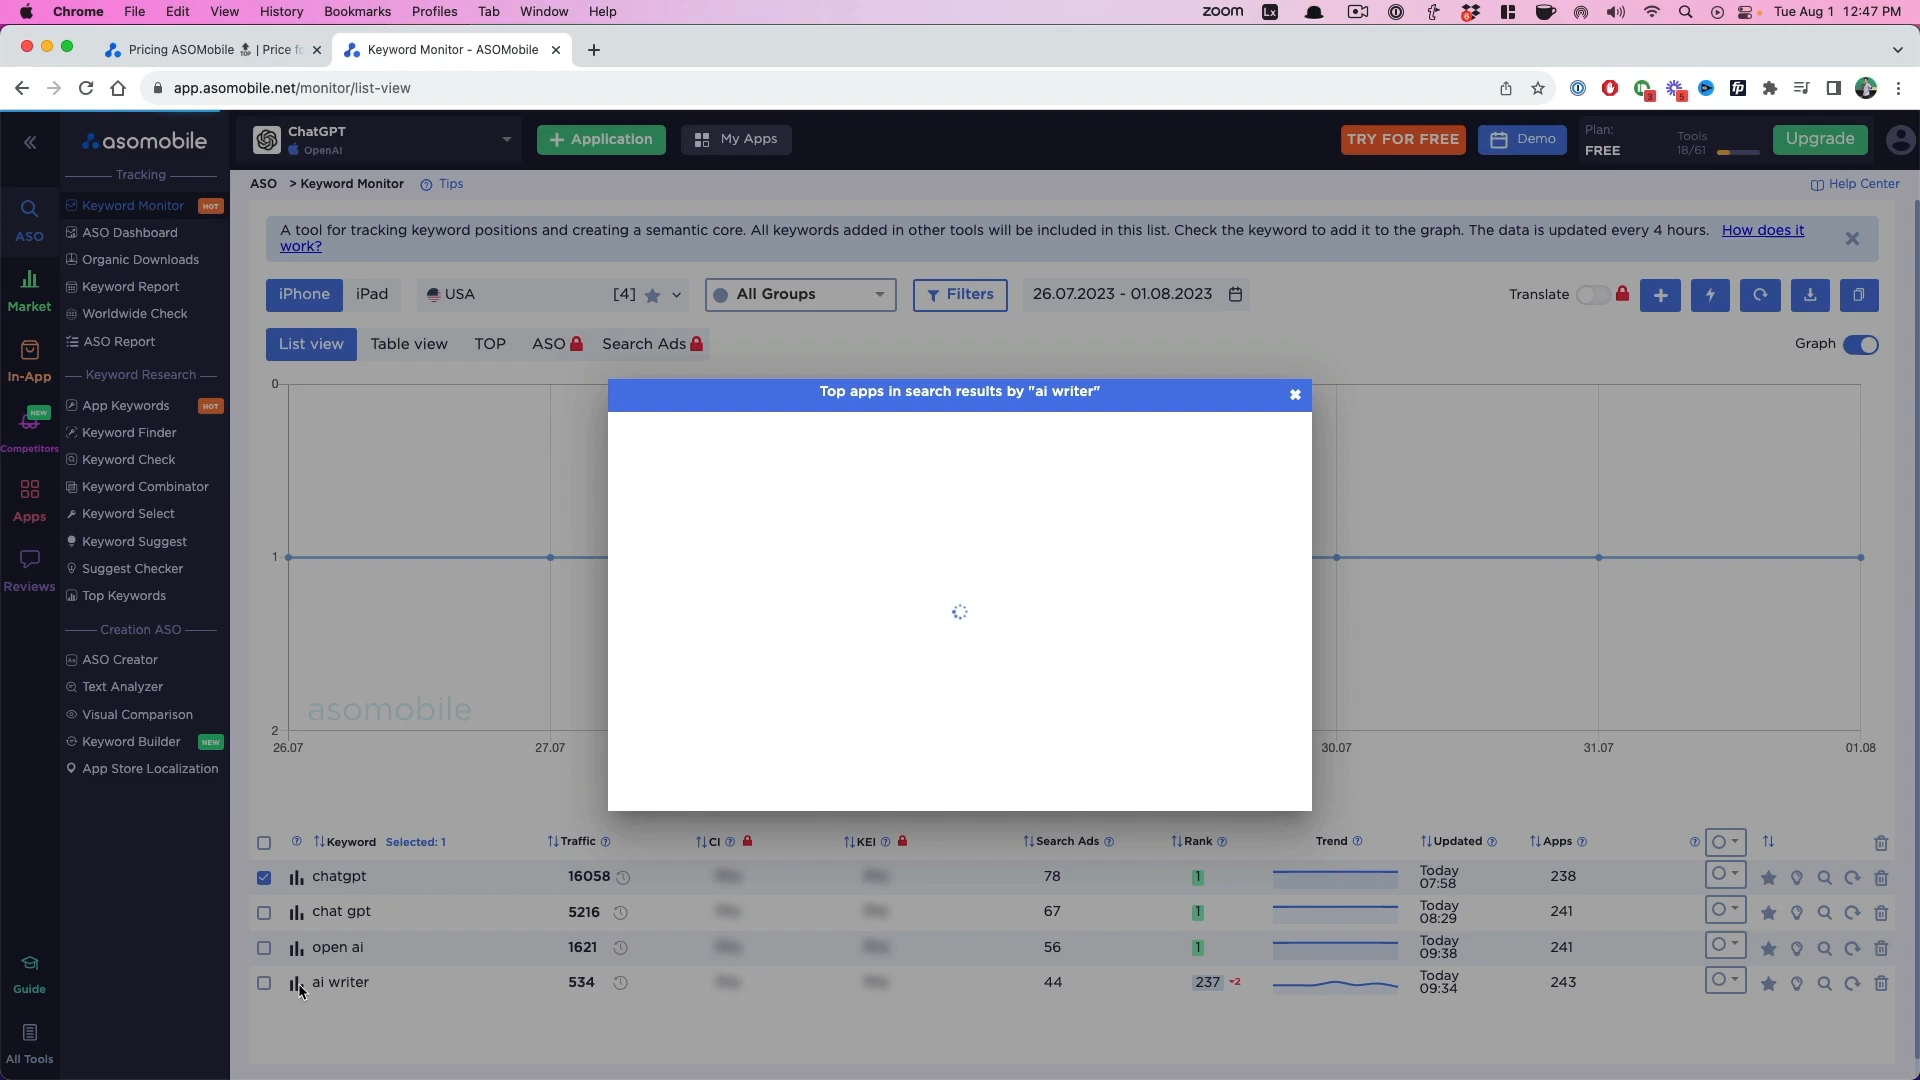 Chrome File Edit View History Bookmarks Profiles Tab Window Help zoom Lx 6 Tue Aug 1 12:47 PM
Pricing ASOMobile | Price fo Keyword Monitor - ASOMobile
app.asomobile.net/monitor/list-view 3 5 fp
asomobile ChatGPT OpenAI + Application My Apps TRY FOR FREE Demo Plan: FREE Tools 18/61 Upgrade
Tracking
Keyword Monitor HOT
ASO Dashboard
Organic Downloads
Keyword Report
Worldwide Check
ASO Report
Keyword Research
App Keywords HOT
Keyword Finder
Keyword Check
Keyword Combinator
Keyword Select
Keyword Suggest
Suggest Checker
Top Keywords
Creation ASO
ASO Creator
Text Analyzer
Visual Comparison
Keyword Builder NEW
App Store Localization
ASO
Market
In-App
NEW
Competitors
Apps
Reviews
Guide
All Tools
ASO > Keyword Monitor Tips Help Center
A tool for tracking keyword positions and creating a semantic core. All keywords added in other tools will be included in this list. Check the keyword to add it to the graph. The data is updated every 4 hours. How does it
work?
iPhone iPad USA [4] All Groups Filters 26.07.2023 - 01.08.2023 Translate
List view Table view TOP ASO Search Ads Graph
Top apps in search results by "ai writer"
0
1
2
asomobile
26.07 27.07 30.07 31.07 01.08
Keyword Selected: 1 Traffic CI KEI Search Ads Rank Trend Updated Apps
chatgpt 16058 78 1 Today 07:58 238
chat gpt 5216 67 1 Today 08:29 241
open ai 1621 56 1 Today 09:38 241
ai writer 534 44 237 -2 Today 09:34 243